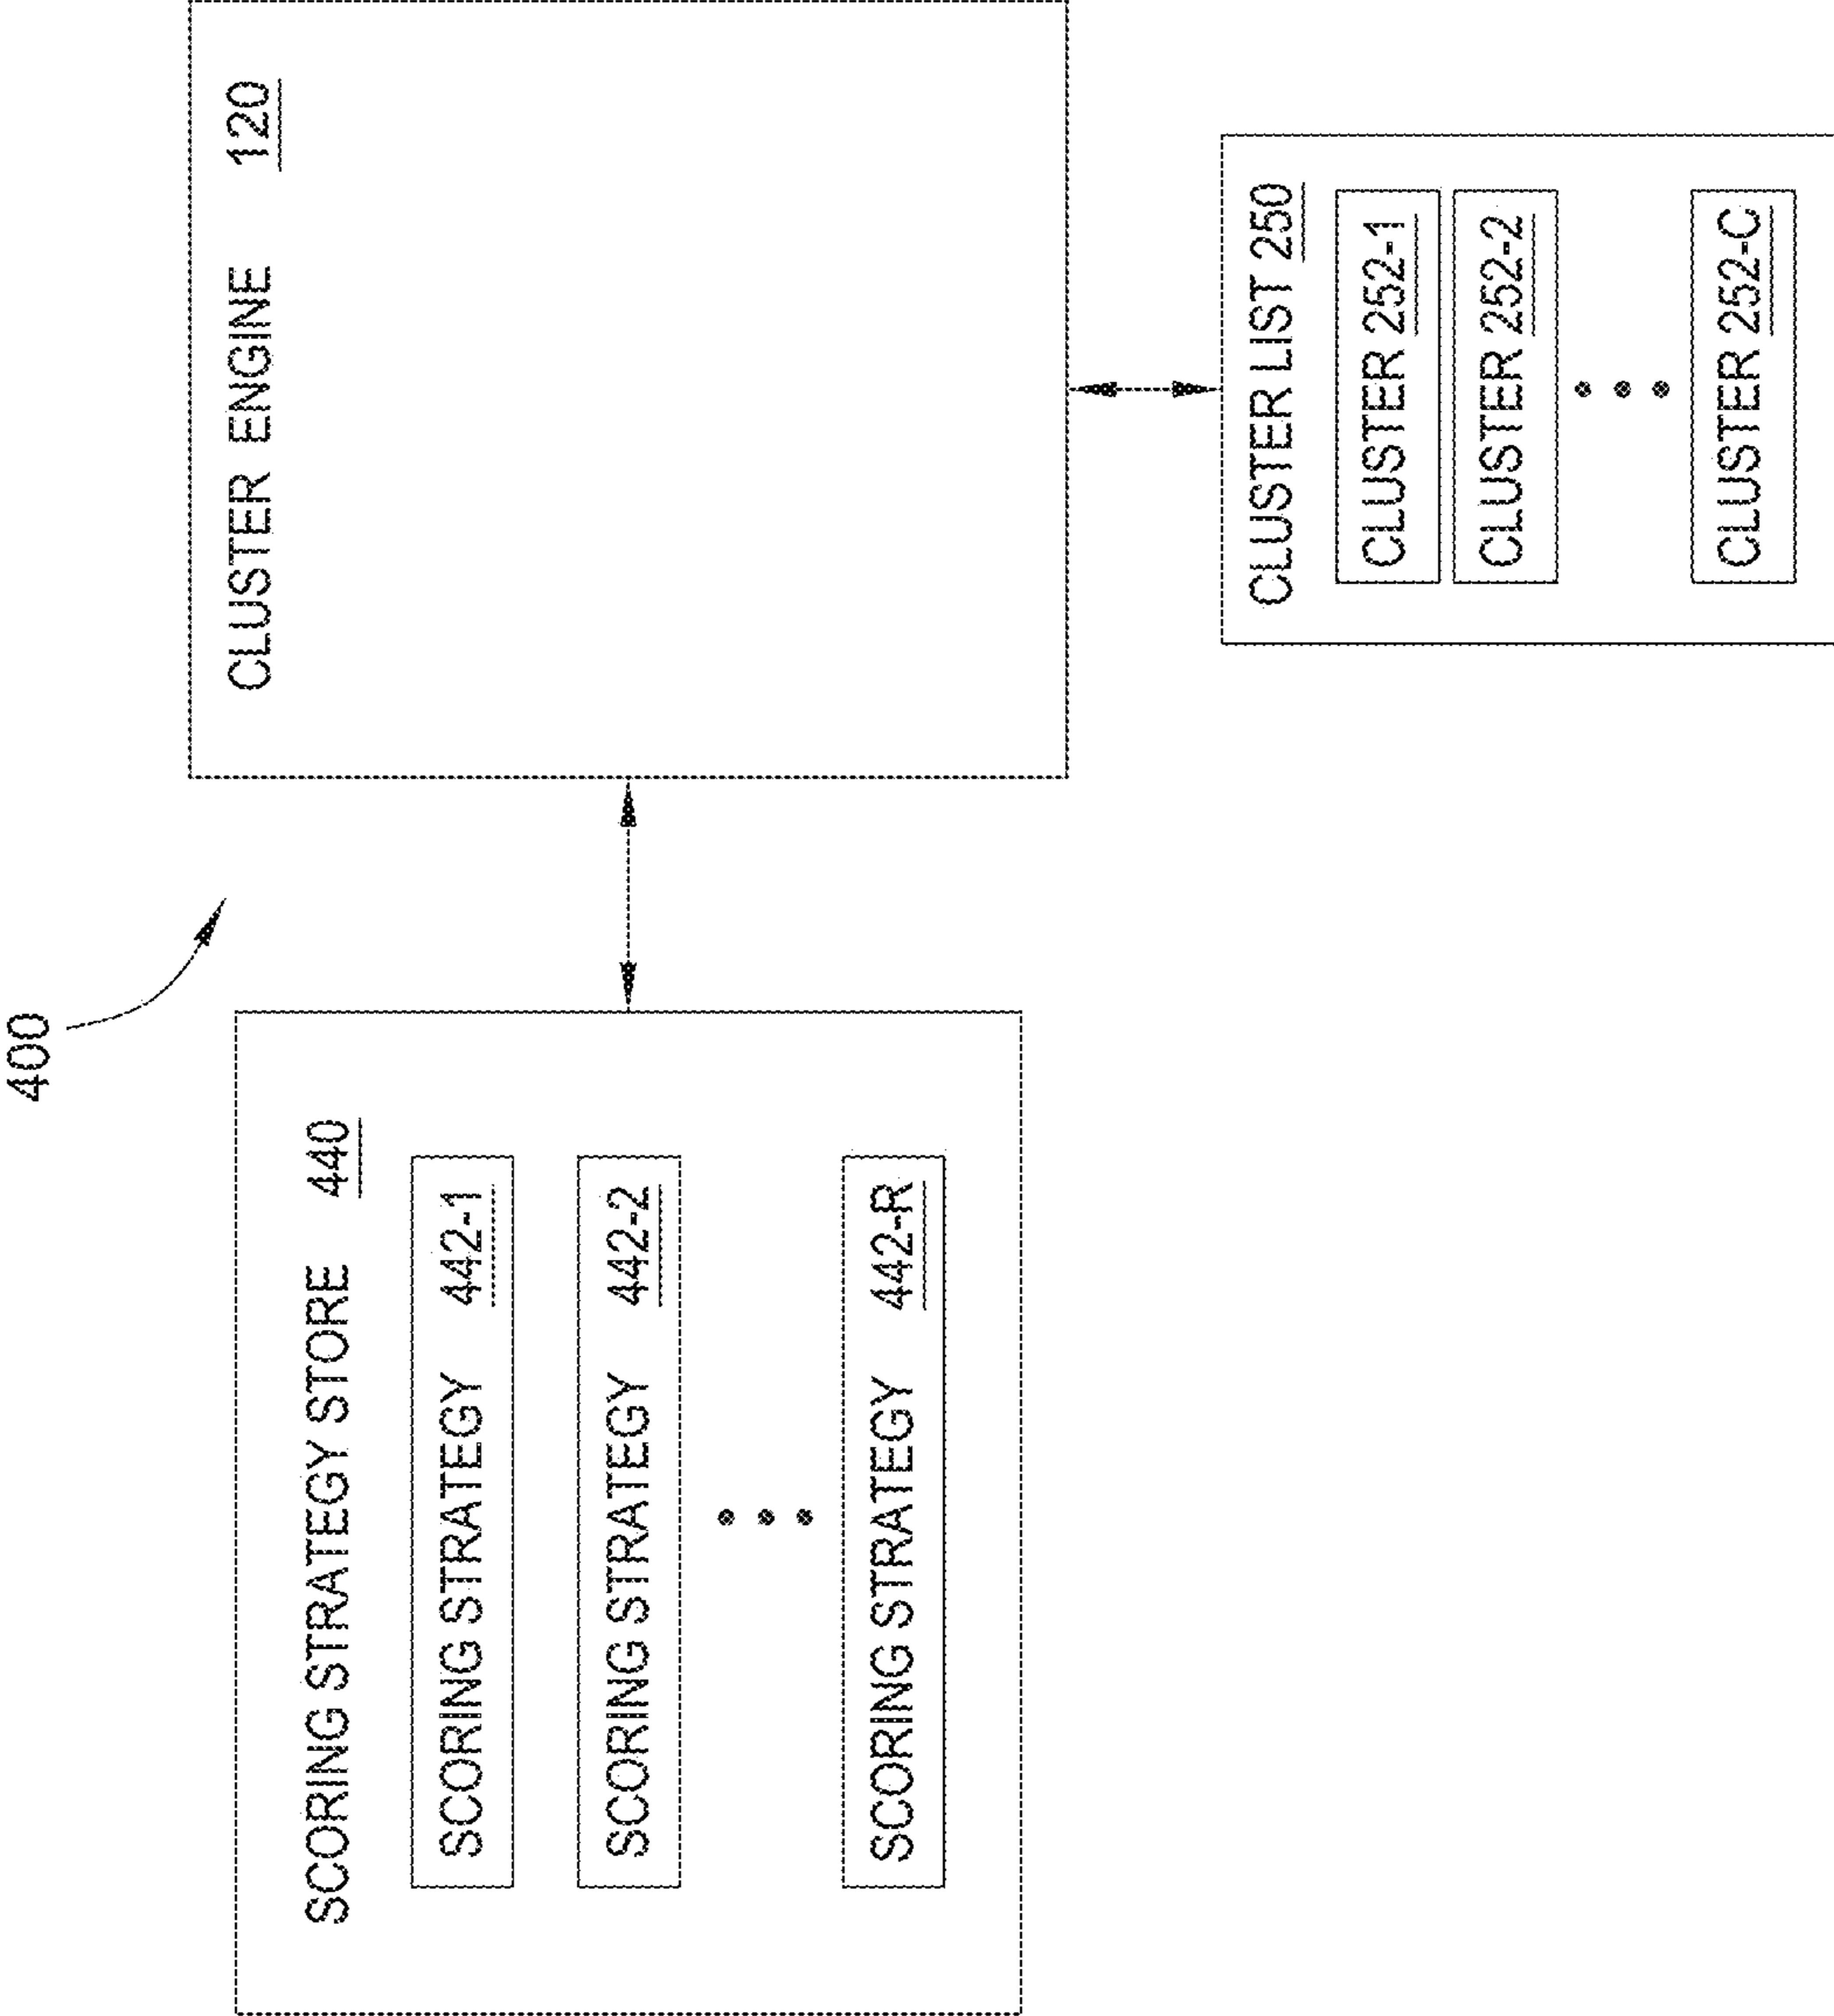 400
SCORING STRATEGY STORE 440
SCORING STRATEGY 442-1
SCORING STRATEGY 442-2
SCORING STRATEGY 442-R
CLUSTER ENGINE 120
CLUSTER LIST 250
CLUSTER 252-1
CLUSTER 252-2
CLUSTER 252-C